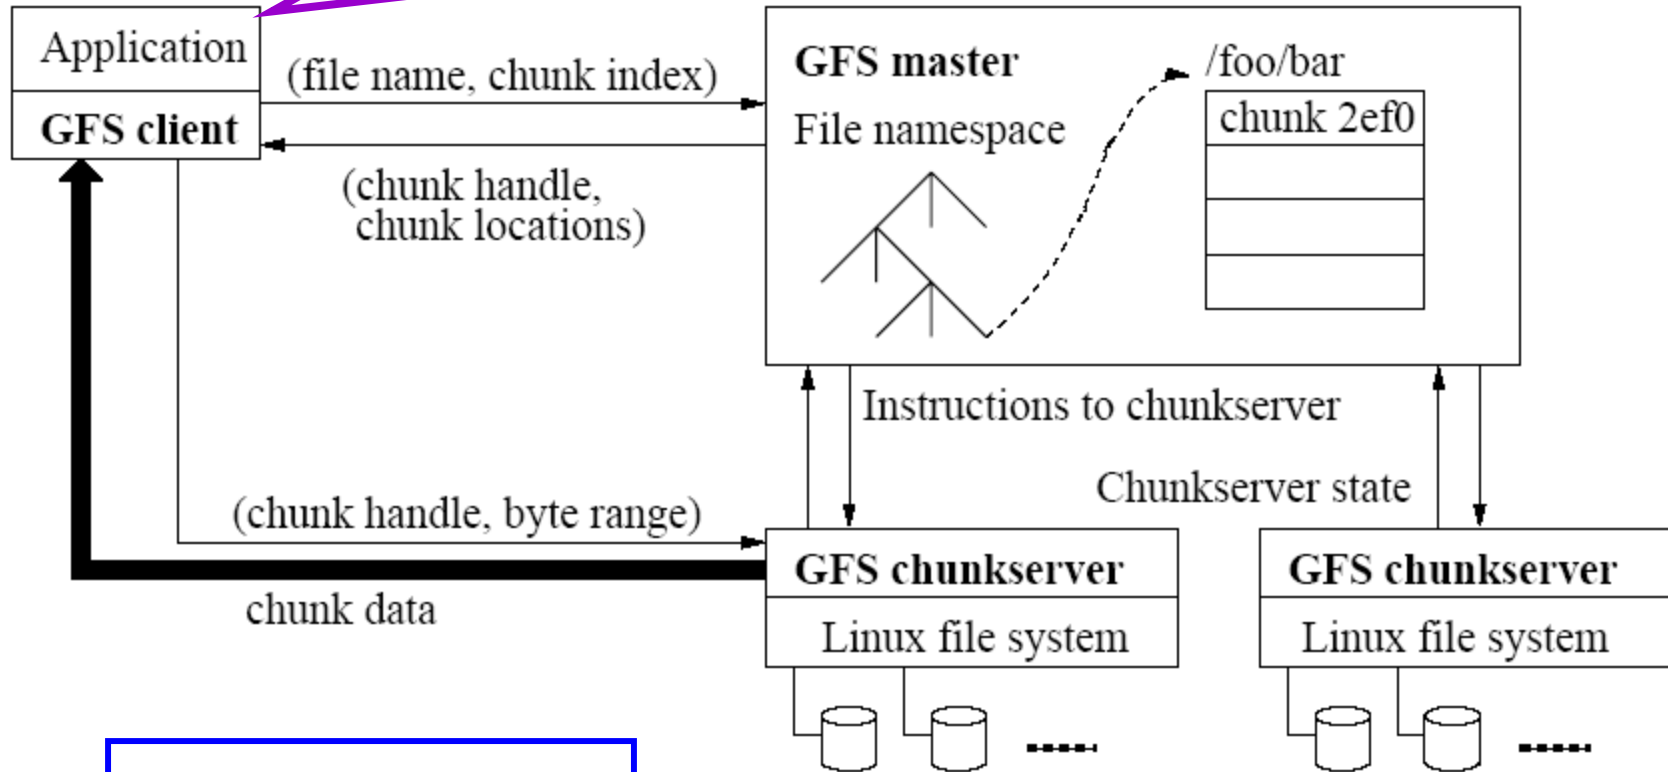 Application
GFS client
(file name, chunk index)
(chunk handle,
chunk locations)
GFS master
File namespace
/foo/bar
chunk 2ef0
Instructions to chunkserver
Chunkserver state
(chunk handle, byte range)
chunk data
GFS chunkserver
Linux file system
GFS chunkserver
Linux file system